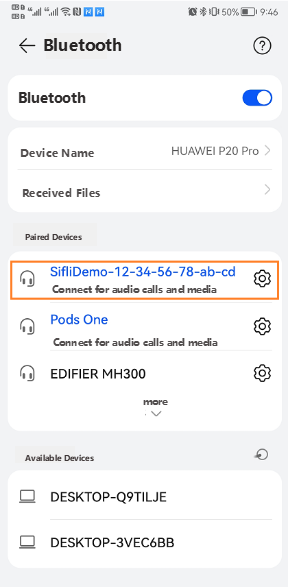 50% 9:46
Bluetooth
Bluetooth
Device Name HUAWEI P20 Pro
Received Files
Paired Devices
SifliDemo-12-34-56-78-ab-cd
Connect for audio calls and media
Pods One
Connect for audio calls and media
EDIFIER MH300
more
Available Devices
DESKTOP-Q9TILJE
DESKTOP-3VEC6BB